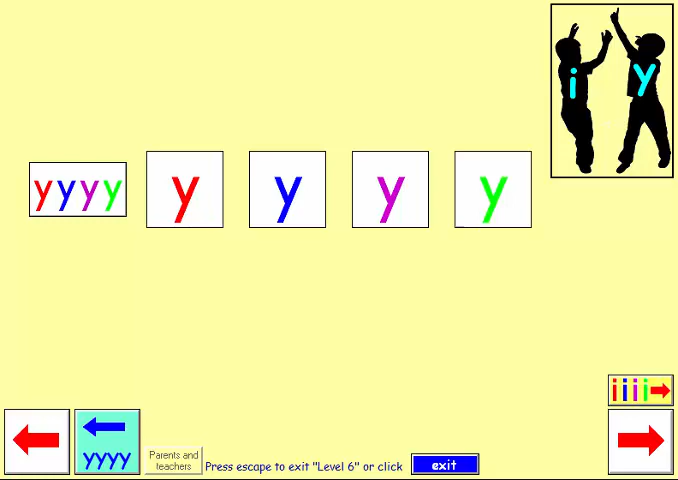 i y
yyyy y y y y
iiii
yyyy
Parents and
teachers
Press escape to exit "Level 6" or click exit